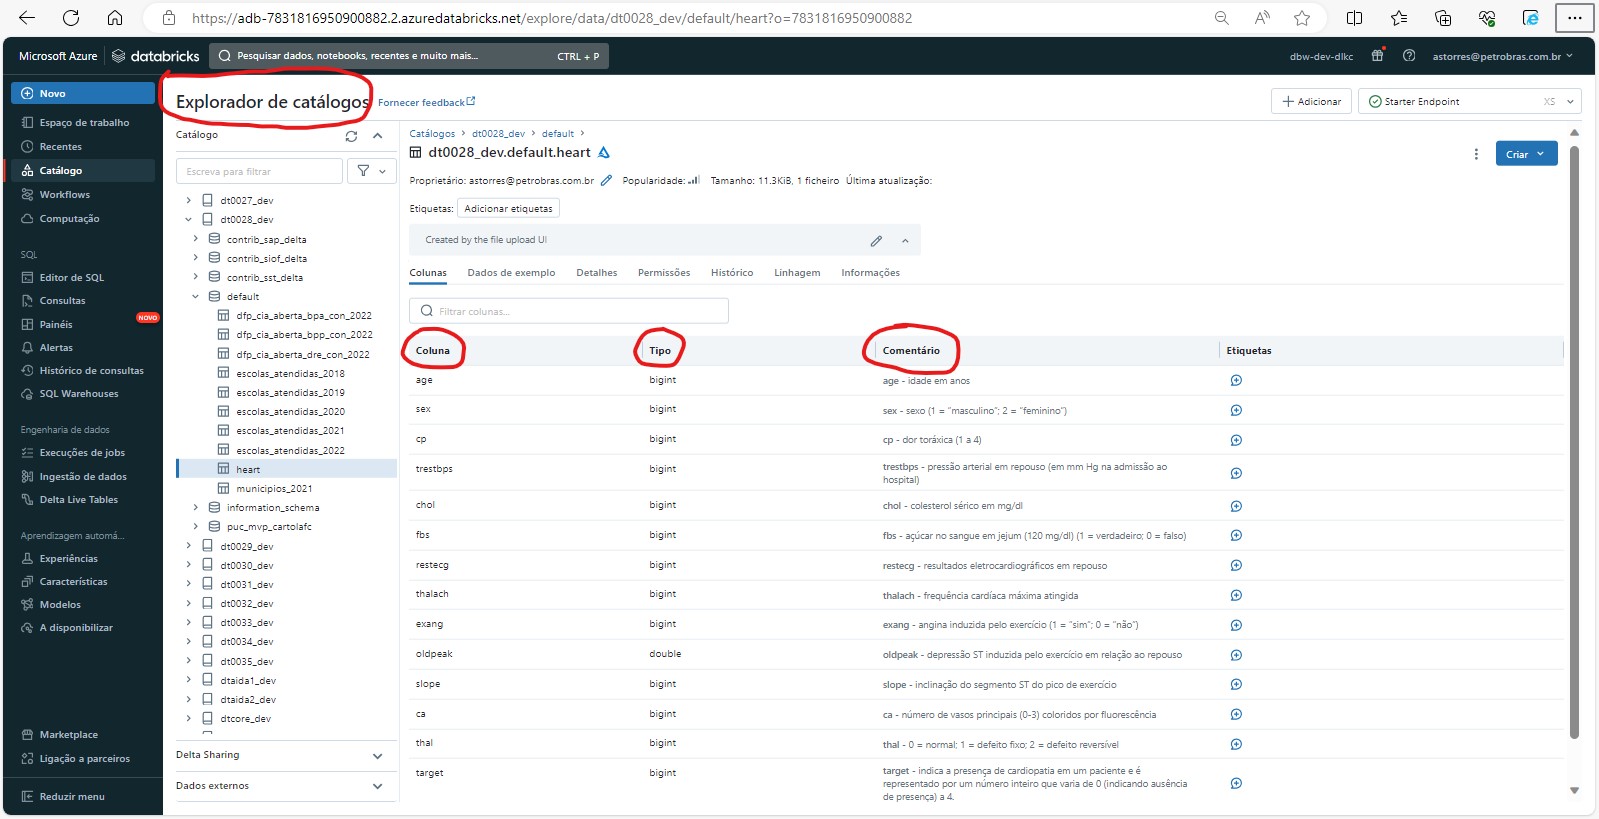 https://adb-7831816950900882.2.azuredatabricks.net/explore/data/dt0028_dev/default/heart?o=7831816950900882
Microsoft Azure databricks
Pesquisar dados, notebooks, recentes e muito mais... CTRL + P
dbw-dev-dlkc
astorres@petrobras.com.br
Novo
Espaço de trabalho
Recentes
Catálogo
Workflows
Computação
SQL
Editor de SQL
Consultas
Painéis NOVO
Alertas
Histórico de consultas
SQL Warehouses
Engenharia de dados
Execuções de jobs
Ingestão de dados
Delta Live Tables
Aprendizagem automá...
Experiências
Características
Modelos
A disponibilizar
Marketplace
Ligação a parceiros
Reduzir menu
Explorador de catálogos Fornecer feedback
Adicionar
Starter Endpoint XS
Catálogo
Escreva para filtrar
dt0027_dev
dt0028_dev
contrib_sap_delta
contrib_siof_delta
contrib_sst_delta
default
dfp_cia_aberta_bpa_con_2022
dfp_cia_aberta_bpp_con_2022
dfp_cia_aberta_dre_con_2022
escolas_atendidas_2018
escolas_atendidas_2019
escolas_atendidas_2020
escolas_atendidas_2021
escolas_atendidas_2022
heart
municipios_2021
information_schema
puc_mvp_cartolafc
dt0029_dev
dt0030_dev
dt0031_dev
dt0032_dev
dt0033_dev
dt0034_dev
dt0035_dev
dtaida1_dev
dtaida2_dev
dtcore_dev
Delta Sharing
Dados externos
Catálogos > dt0028_dev > default >
dt0028_dev.default.heart
Criar
Proprietário: astorres@petrobras.com.br Popularidade: Tamanho: 11.3KiB, 1 ficheiro Última atualização:
Etiquetas: Adicionar etiquetas
Created by the file upload UI
Colunas Dados de exemplo Detalhes Permissões Histórico Linhagem Informações
Filtrar colunas...
Coluna Tipo Comentário Etiquetas
age bigint age - idade em anos
sex bigint sex - sexo (1 = "masculino"; 2 = "feminino")
cp bigint cp - dor toráxica (1 a 4)
trestbps bigint trestbps - pressão arterial em repouso (em mm Hg na admissão ao
hospital)
chol bigint chol - colesterol sérico em mg/dl
fbs bigint fbs - açúcar no sangue em jejum (120 mg/dl) (1 = verdadeiro; 0 = falso)
restecg bigint restecg - resultados eletrocardiográficos em repouso
thalach bigint thalach - frequência cardíaca máxima atingida
exang bigint exang - angina induzida pelo exercício (1 = "sim"; 0 = "não")
oldpeak double oldpeak - depressão ST induzida pelo exercício em relação ao repouso
slope bigint slope - inclinação do segmento ST do pico de exercício
ca bigint ca - número de vasos principais (0-3) coloridos por fluorescência
thal bigint thal - 0 = normal; 1 = defeito fixo; 2 = defeito reversível
target bigint target - indica a presença de cardiopatia em um paciente e é
representado por um número inteiro que varia de 0 (indicando ausência
de presença) a 4.